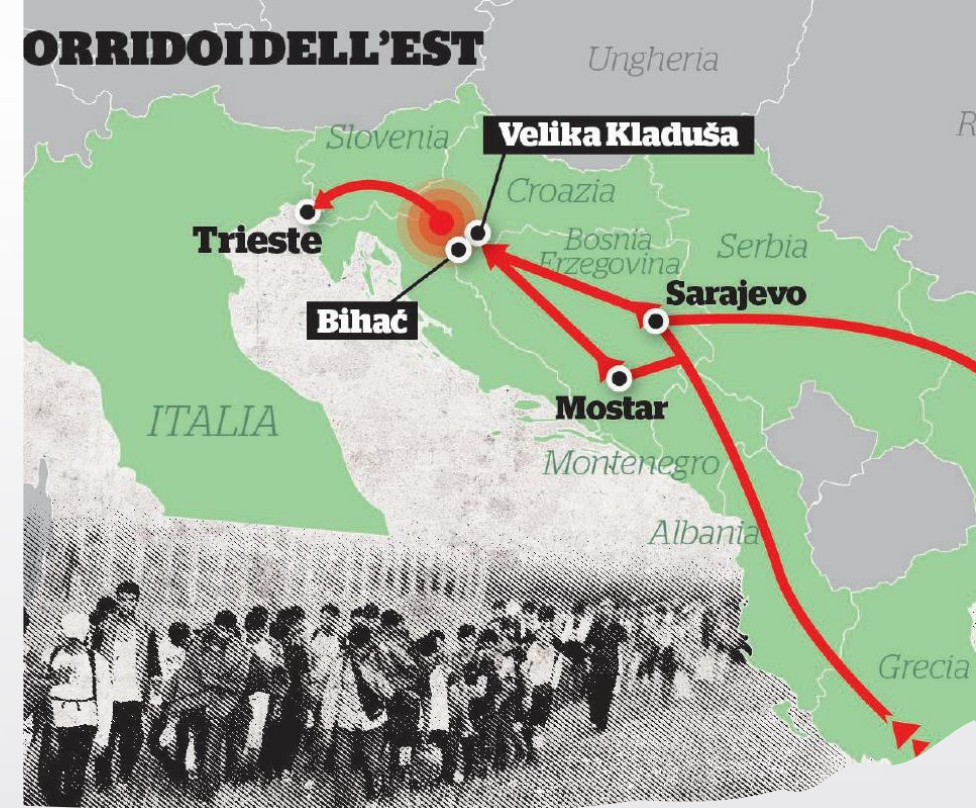 ORRIDOI DELL'EST
Ungheria
R
Slovenia
Velika Kladuša
Croazia
Trieste
Bosnia
Erzegovina
Serbia
Sarajevo
Bihać
Mostar
ITALIA
Montenegro
Albania
Grecia